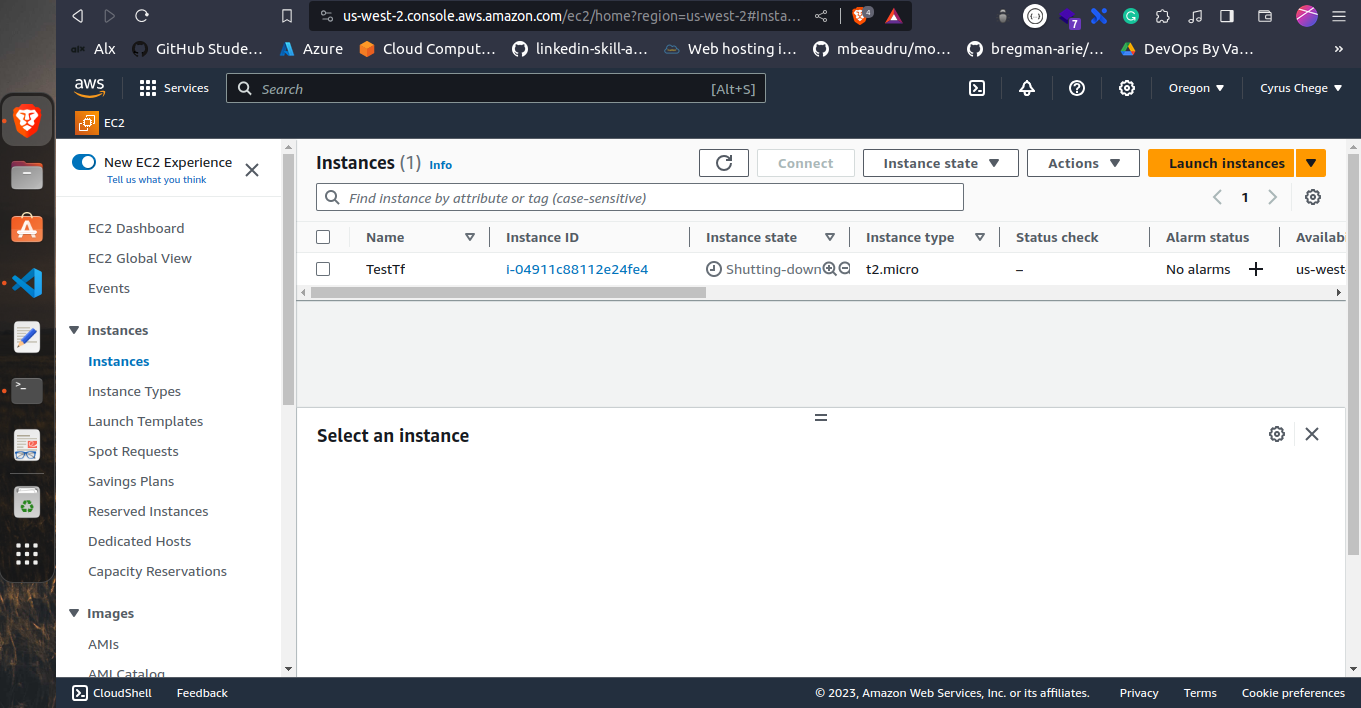 us-west-2.console.aws.amazon.com/ec2/home?region=us-west-2#Insta…
4
7
alx Alx
GitHub Stude…
Azure
Cloud Comput…
linkedin-skill-a…
Web hosting i…
mbeaudru/mo…
bregman-arie/…
DevOps By Va…
»
aws
Services
Search
[Alt+S]
Oregon
Cyrus Chege
EC2
New EC2 Experience
Tell us what you think
EC2 Dashboard
EC2 Global View
Events
Instances
Instances
Instance Types
Launch Templates
Spot Requests
Savings Plans
Reserved Instances
Dedicated Hosts
Capacity Reservations
Images
AMIs
AMI Catalog
Instances (1) Info
Connect
Instance state
Actions
Launch instances
Find instance by attribute or tag (case-sensitive)
1
Name Instance ID Instance state Instance type Status check Alarm status Availab
TestTf i-04911c88112e24fe4 Shutting-down t2.micro – No alarms us-west
Select an instance
CloudShell Feedback © 2023, Amazon Web Services, Inc. or its affiliates. Privacy Terms Cookie preferences